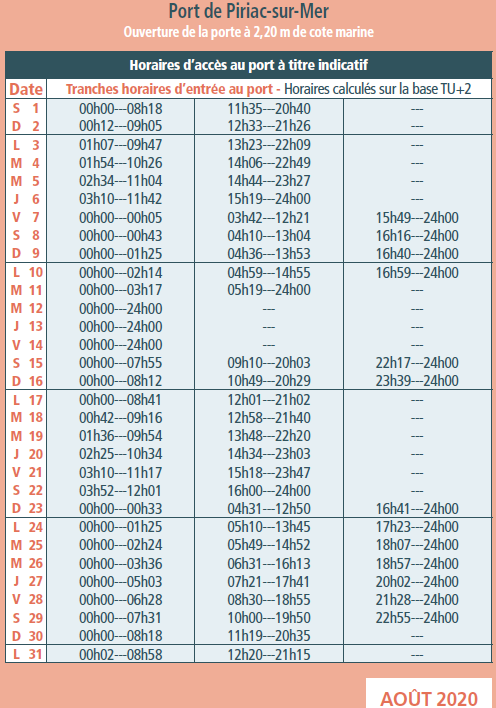 Port de Piriac-sur-Mer
Ouverture de la porte à 2,20 m de cote marine
Horaires d'accès au port à titre indicatif
Date Tranches horaires d'entrée au port - Horaires calculés sur la base TU+2
S 1 00h00---08h18 11h35---20h40 ---
D 2 00h12---09h05 12h33---21h26 ---
L 3 01h07---09h47 13h23---22h09 ---
M 4 01h54---10h26 14h06---22h49 ---
M 5 02h34---11h04 14h44---23h27 ---
J 6 03h10---11h42 15h19---24h00 ---
V 7 00h00---00h05 03h42---12h21 15h49---24h00
S 8 00h00---00h43 04h10---13h04 16h16---24h00
D 9 00h00---01h25 04h36---13h53 16h40---24h00
L 10 00h00---02h14 04h59---14h55 16h59---24h00
M 11 00h00---03h17 05h19---24h00 ---
M 12 00h00---24h00 --- ---
J 13 00h00---24h00 --- ---
V 14 00h00---24h00 --- ---
S 15 00h00---07h55 09h10---20h03 22h17---24h00
D 16 00h00---08h12 10h49---20h29 23h39---24h00
L 17 00h00---08h41 12h01---21h02 ---
M 18 00h42---09h16 12h58---21h40 ---
M 19 01h36---09h54 13h48---22h20 ---
J 20 02h25---10h34 14h34---23h03 ---
V 21 03h10---11h17 15h18---23h47 ---
S 22 03h52---12h01 16h00---24h00 ---
D 23 00h00---00h33 04h31---12h50 16h41---24h00
L 24 00h00---01h25 05h10---13h45 17h23---24h00
M 25 00h00---02h24 05h49---14h52 18h07---24h00
M 26 00h00---03h36 06h31---16h13 18h57---24h00
J 27 00h00---05h03 07h21---17h41 20h02---24h00
V 28 00h00---06h28 08h30---18h55 21h28---24h00
S 29 00h00---07h31 10h00---19h50 22h55---24h00
D 30 00h00---08h18 11h19---20h35 ---
L 31 00h02---08h58 12h20---21h15 ---
AOÛT 2020